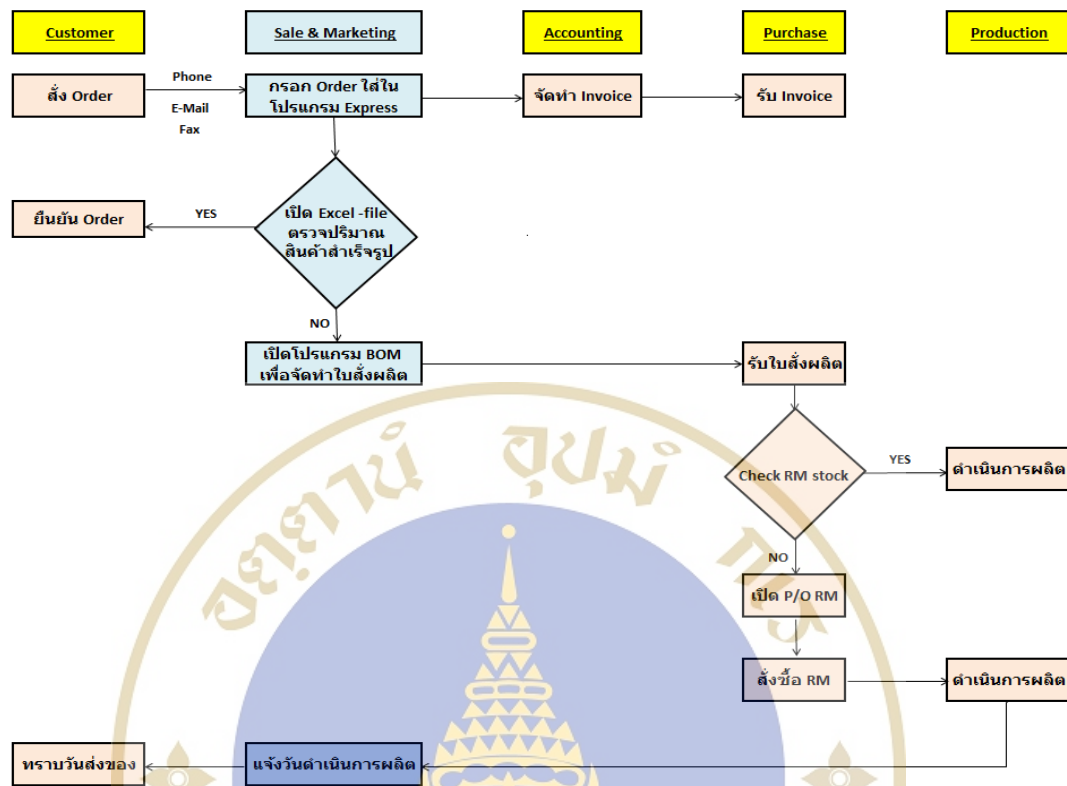 Customer
Sale & Marketing
Accounting
Purchase
Production
สั่ง Order
Phone
E-Mail
Fax
กรอก Order ใส่ใน
โปรแกรม Express
จัดทำ Invoice
รับ Invoice
ยืนยัน Order
YES
เปิด Excel -file
ตรวจปริมาณ
สินค้าสำเร็จรูป
NO
เปิดโปรแกรม BOM
เพื่อจัดทำใบสั่งผลิต
รับใบสั่งผลิต
Check RM stock
YES
ดำเนินการผลิต
NO
เปิด P/O RM
สั่งซื้อ RM
ดำเนินการผลิต
ทราบวันส่งของ
แจ้งวันดำเนินการผลิต